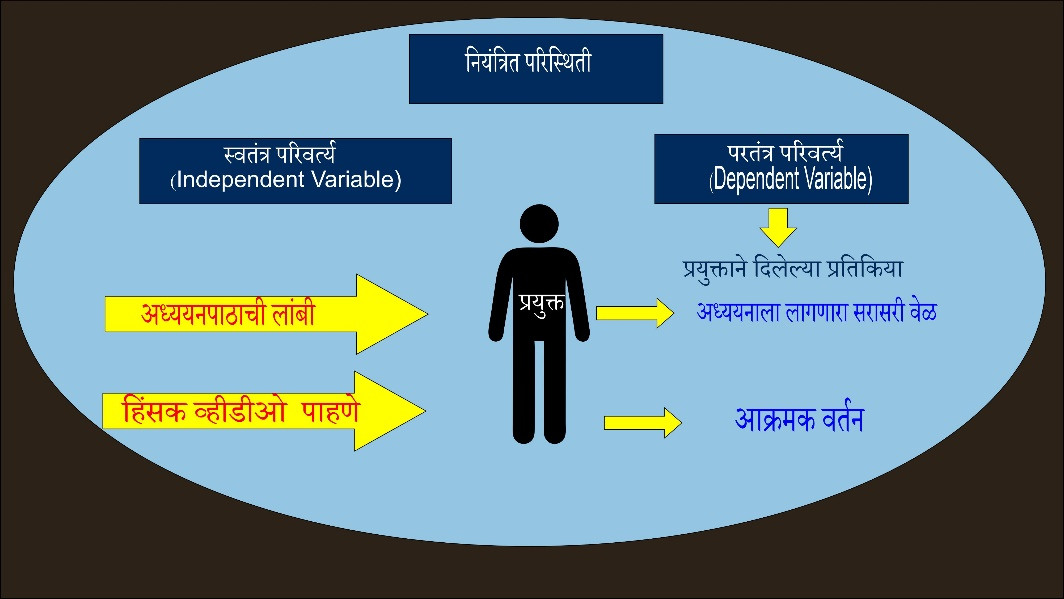 नियंत्रित परिस्थिती
स्वतंत्र परिवर्त्य
(Independent Variable)
परतंत्र परिवर्त्य
(Dependent Variable)
प्रयुक्ताने दिलेल्या प्रतिकिया
अध्ययनपाठाची लांबी
प्रयुक्त
अध्ययनाला लागणारा सरासरी वेळ
हिंसक व्हीडीओ पाहणे
आक्रमक वर्तन